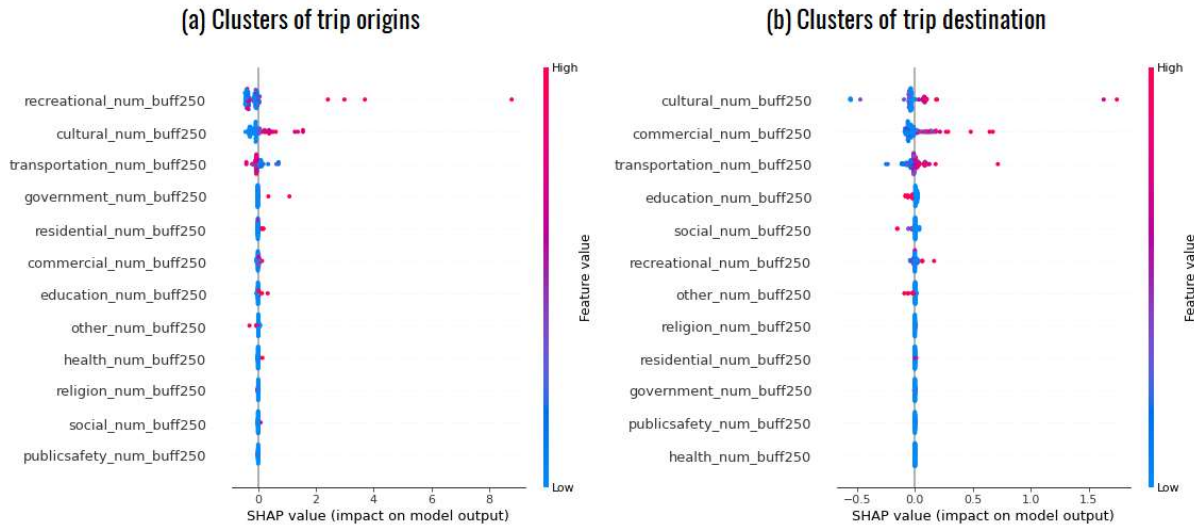 (a) Clusters of trip origins
High
recreational_num_buff250
cultural_num_buff250
transportation_num_buff250
government_num_buff250
residential_num_buff250
commercial_num_buff250
education_num_buff250
other_num_buff250
health_num_buff250
religion_num_buff250
social_num_buff250
publicsafety_num_buff250
Feature value
Low
0 2 4 6 8
SHAP value (impact on model output)
(b) Clusters of trip destination
High
cultural_num_buff250
commercial_num_buff250
transportation_num_buff250
education_num_buff250
social_num_buff250
recreational_num_buff250
other_num_buff250
religion_num_buff250
residential_num_buff250
government_num_buff250
publicsafety_num_buff250
health_num_buff250
Feature value
Low
−0.5 0.0 0.5 1.0 1.5
SHAP value (impact on model output)